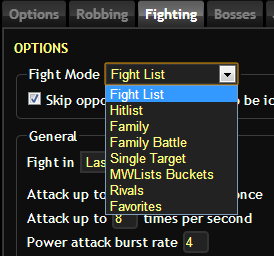 Options Robbing Fighting Bosses
OPTIONS
Fight Mode Fight List
Fight List
Skip to be
Hitlist
Family
Family Battle
General
Single Target
Fight in
MWLists Buckets
Rivals
Attack up to once
Favorites
Attack up to 8 times per second
Power attack burst rate 4